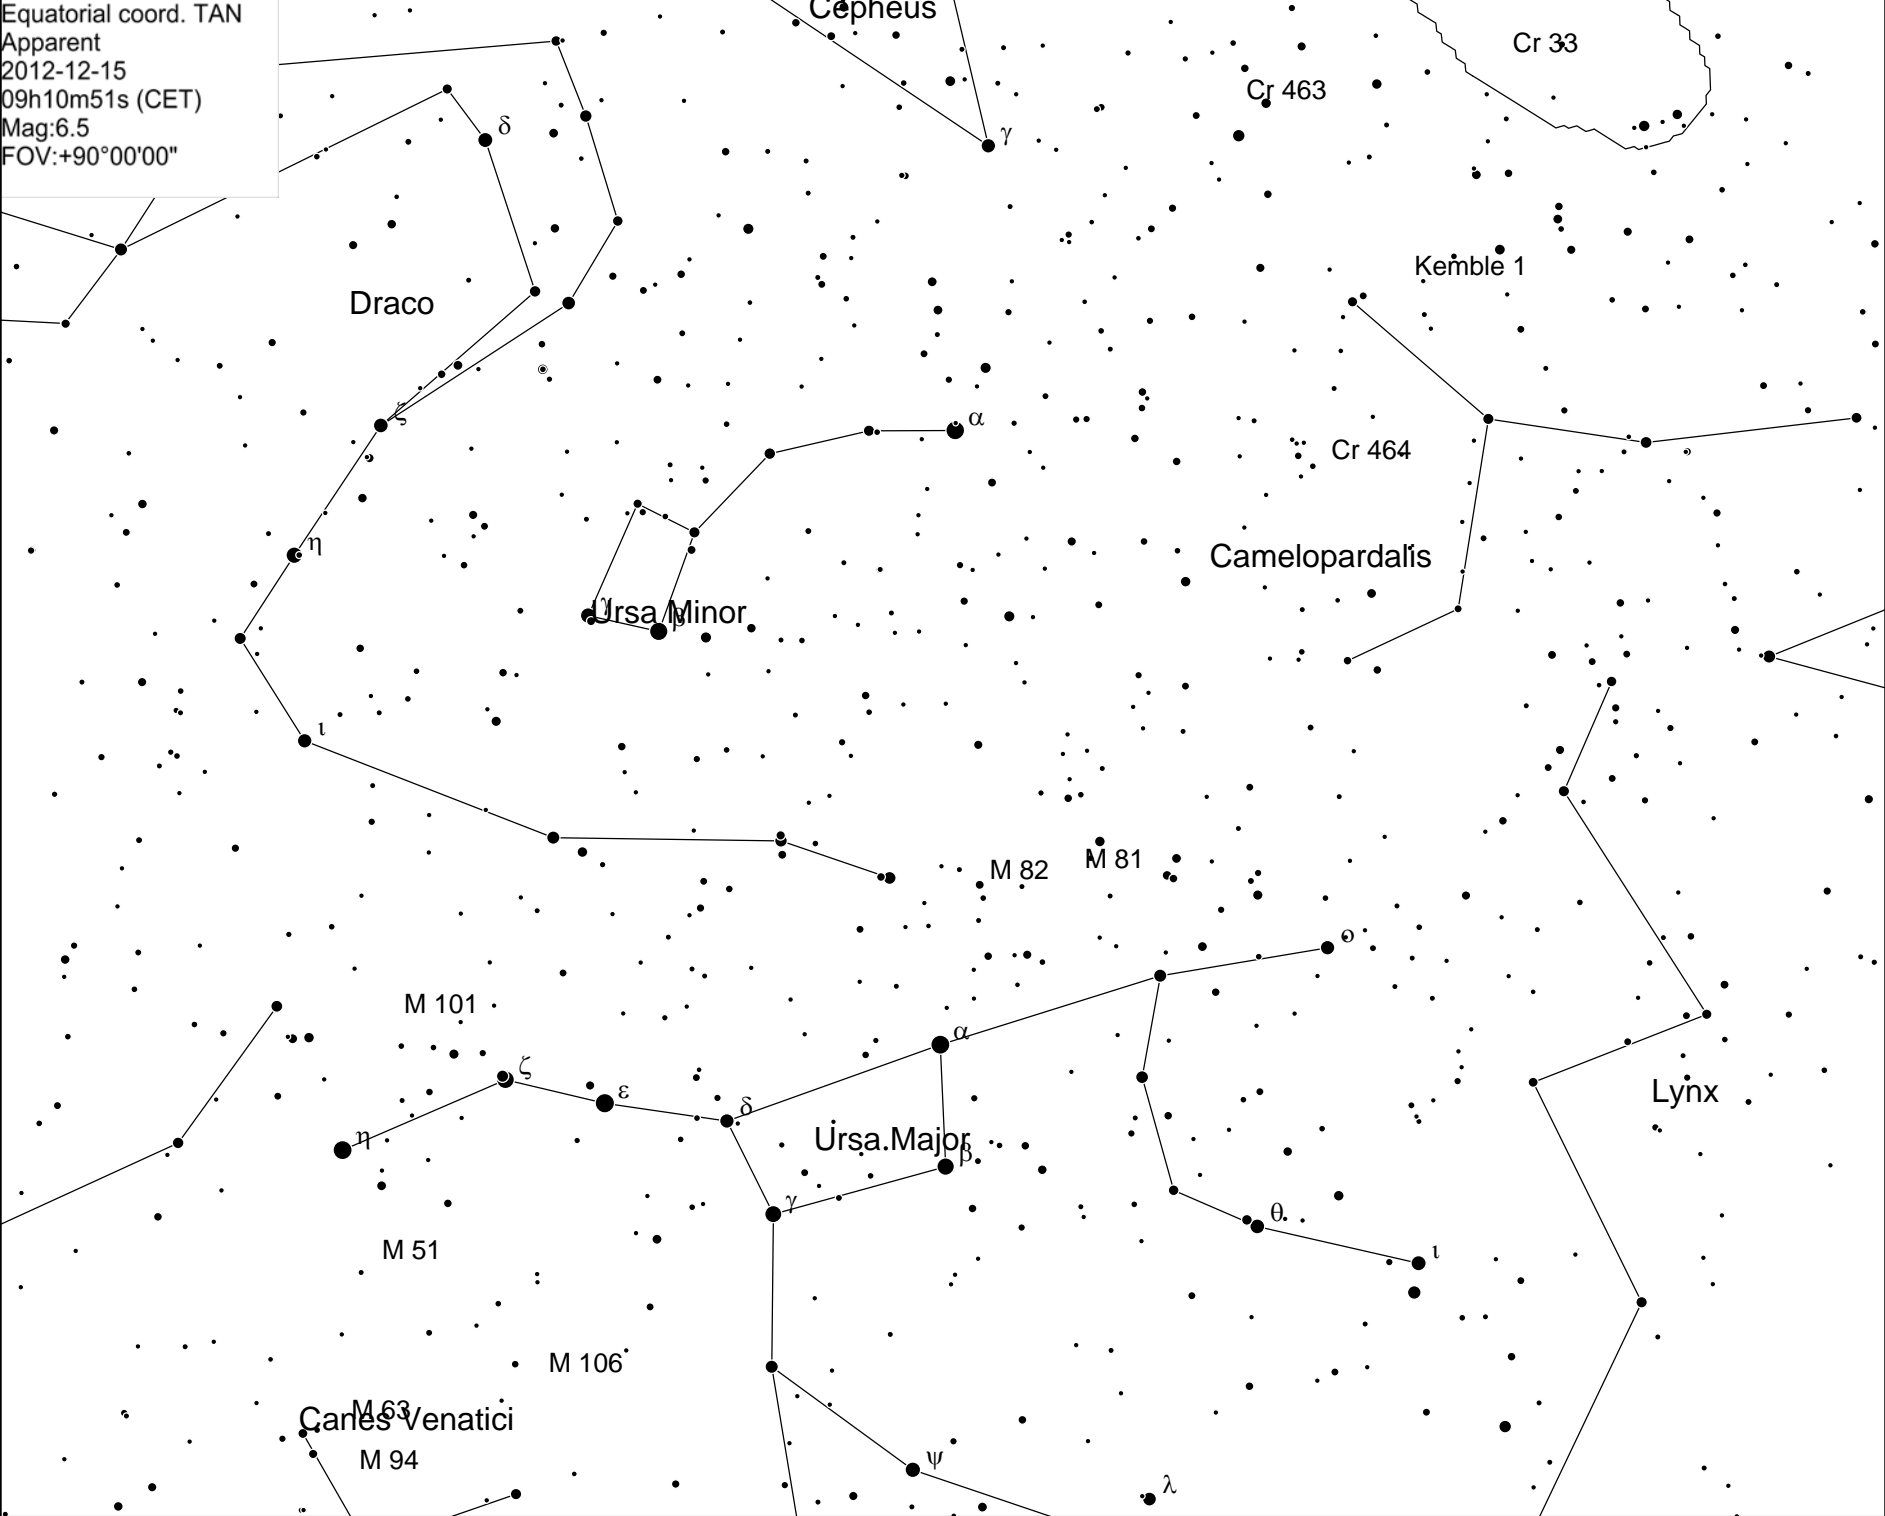 Equatorial coord. TAN
Apparent
2012-12-15
09h10m51s (CET)
Mag:6.5
FOV:+90°00'00"
Cepheus
Cr 33
Cr 463
δ
γ
Kemble 1
Draco
ζ
α
Cr 464
η
Camelopardalis
γ
Ursa Minor
β
ι
M 82
M 81
ο
M 101
α
ζ
ε
δ
Lynx
η
Ursa Major
β
γ
θ
M 51
ι
M 106
M 63
Canes Venatici
M 94
ψ
λ